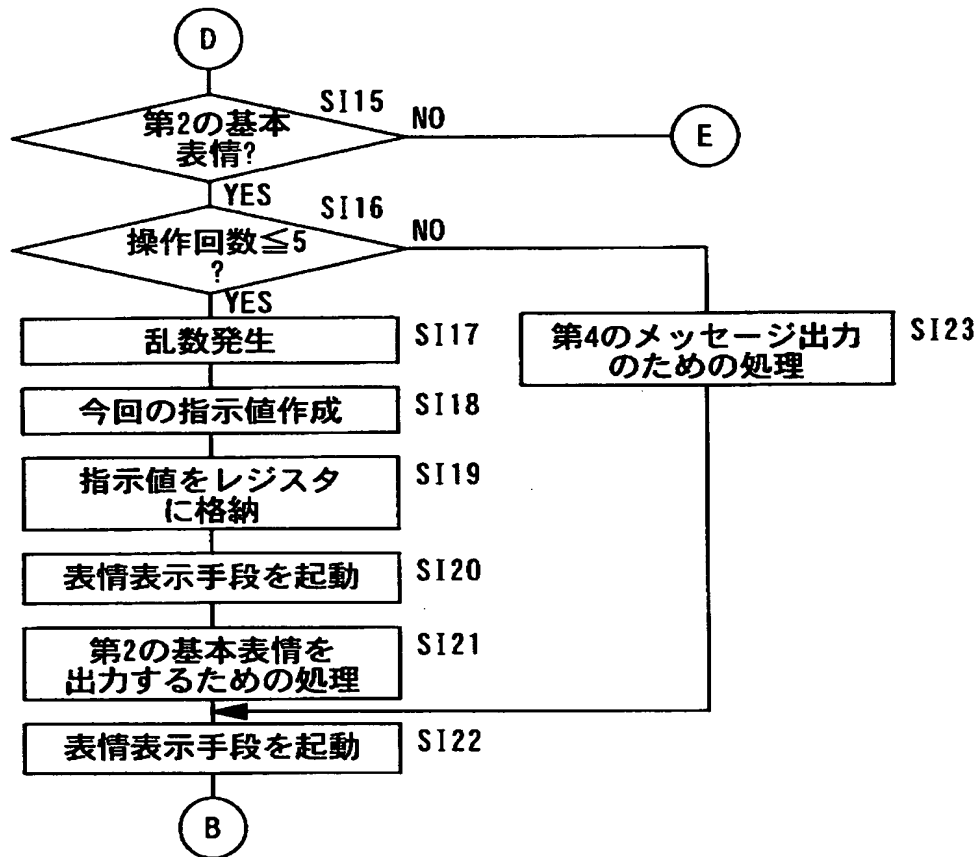 D
SI15
第2の基本
表情?
NO
E
YES
SI16
操作回数≦5
?
NO
YES
乱数発生
SI17
第4のメッセージ出力
のための処理
SI23
今回の指示値作成
SI18
指示値をレジスタ
に格納
SI19
表情表示手段を起動
SI20
第2の基本表情を
出力するための処理
SI21
表情表示手段を起動
SI22
B